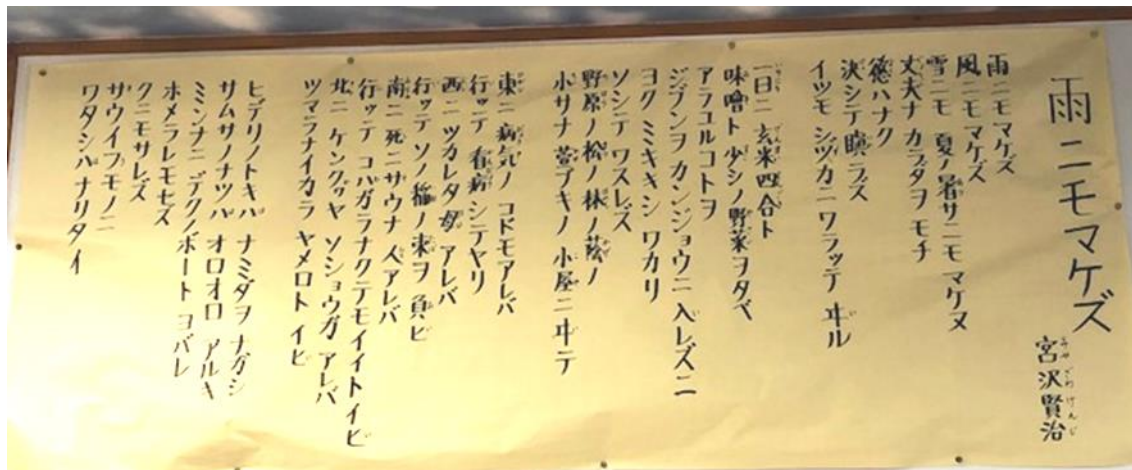 雨ニモマケズ
宮沢賢治
雨ニモマケズ
風ニモマケズ
雪ニモ 夏ノ暑サニモ マケヌ
丈夫ナ カラダヲ モチ
慾ハナク
決シテ瞋ラズ
イツモ シヅカニ ワラッテ ヰル
一日ニ 玄米四合ト
味噌ト 少シノ野菜ヲタベ
アラユルコトヲ
ジブンヲ カンジョウニ 入レズニ
ヨク ミキキシ ワカリ
ソシテ ワスレズ
野原ノ 松ノ 林ノ 蔭ノ
小サナ 萱ブキノ 小屋ニ ヰテ
東ニ 病気ノ コドモアレバ
行ッテ 看病 シテヤリ
西ニ ツカレタ 母 アレバ
行ッテ ソノ 稲ノ 束ヲ 負ヒ
南ニ 死ニサウナ 人アレバ
行ッテ コハガラナクテモ イイト イヒ
北ニ ケンクヮヤ ソショウガ アレバ
ツマラナイカラ ヤメロト イヒ
ヒデリノトキハ ナミダヲ ナガシ
サムサノナツハ オロオロ アルキ
ミンナニ デクノボート ヨバレ
ホメラレモセズ
クニモサレズ
サウイフモノニ
ワタシハ ナリタイ